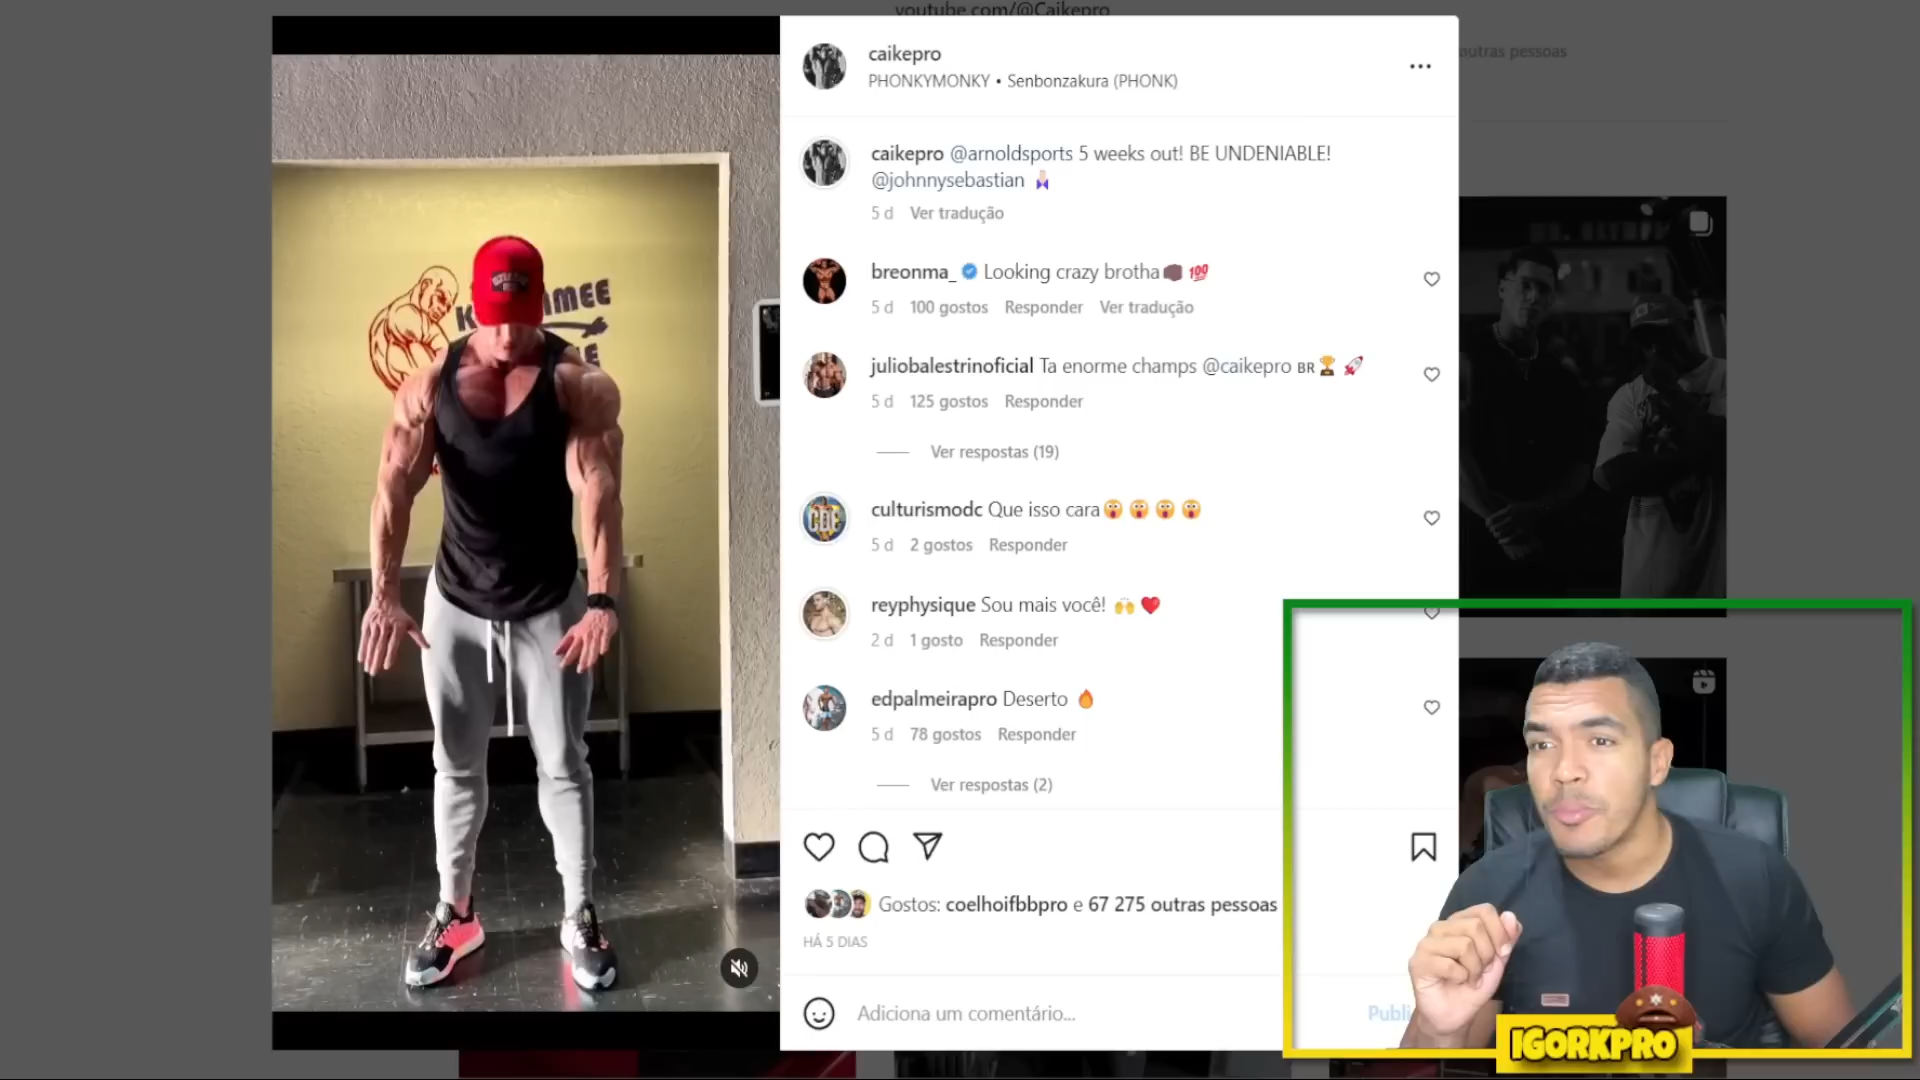 youtube.com/@Caikepro
outras pessoas
caikepro
PHONKYMONKY • Senbonzakura (PHONK)
caikepro @arnoldsports 5 weeks out! BE UNDENIABLE!
@johnnysebastian
5 d Ver tradução
breonma_ Looking crazy brotha👊🏿💯
5 d 100 gostos Responder Ver tradução
juliobalestrinoficial Ta enorme champs @caikepro BR🏆🚀
5 d 125 gostos Responder
Ver respostas (19)
culturismodc Que isso cara😱😱😱😱
5 d 2 gostos Responder
reyphysique Sou mais você! 🙌❤️
2 d 1 gosto Responder
edpalmeirapro Deserto 🔥
5 d 78 gostos Responder
Ver respostas (2)
Gostos: coelhoifbbpro e 67 275 outras pessoas
HÁ 5 DIAS
Adiciona um comentário...
Publi
IGORKPRO